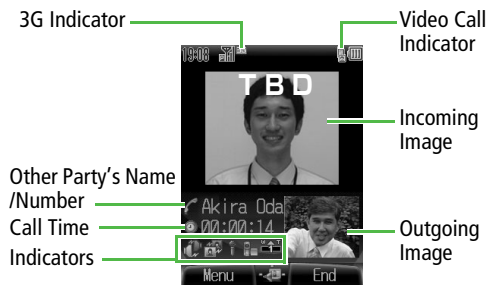 3G Indicator
Video Call
Indicator
19:08
TBD
Incoming
Image
Other Party's Name
/Number
Akira Oda
Call Time
00:00:14
Outgoing
Image
Indicators
Menu
End